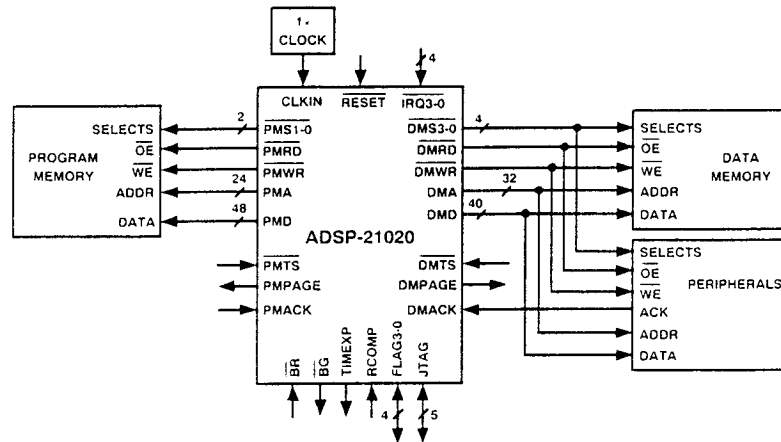 1×
CLOCK
4
CLKIN
RESET
IRQ3-0
PROGRAM
MEMORY
SELECTS
OE
WE
ADDR
DATA
2
24
48
PMS1-0
PMRD
PMWR
PMA
PMD
DMS3-0
DMRD
DMWR
DMA
DMD
4
32
40
SELECTS
OE
WE
ADDR
DATA
DATA
MEMORY
ADSP-21020
PMTS
PMPAGE
PMACK
DMTS
DMPAGE
DMACK
SELECTS
OE
WE
ACK
ADDR
DATA
PERIPHERALS
BR
BG
TIMEXP
RCOMP
FLAG3-0
JTAG
4
5